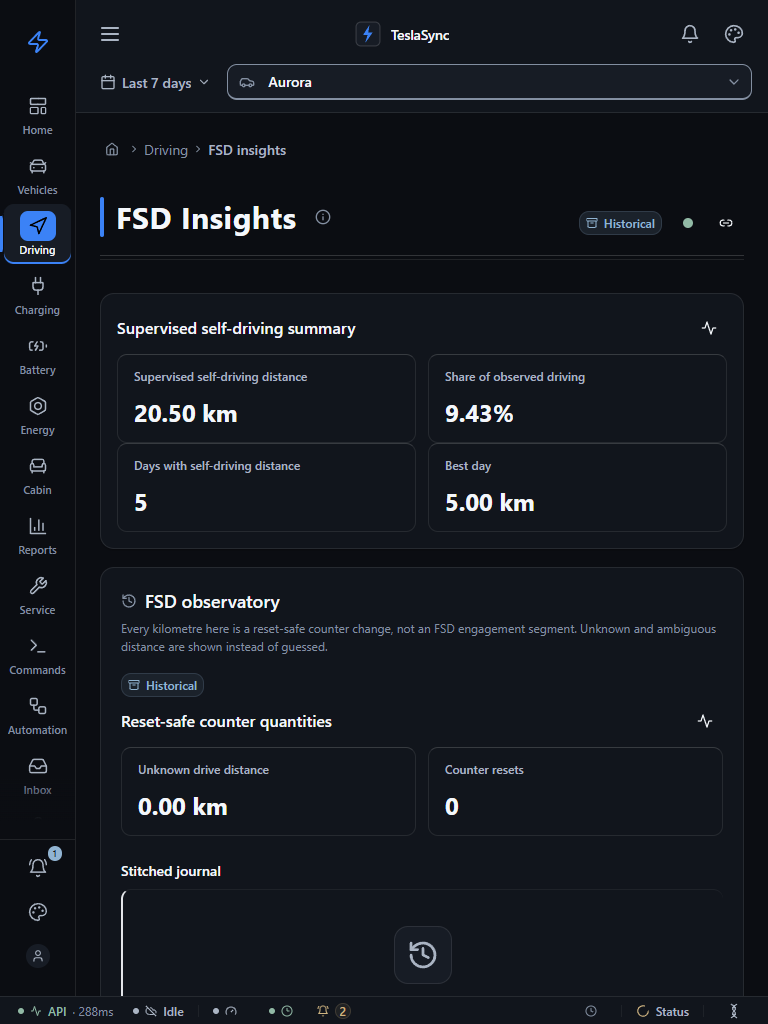 TeslaSync
Last 7 days
Aurora
Home
Vehicles
Driving
Charging
Battery
Energy
Cabin
Reports
Service
Commands
Automation
Inbox
1
Driving
FSD insights
FSD Insights
Historical
Supervised self-driving summary
Supervised self-driving distance
20.50 km
Share of observed driving
9.43%
Days with self-driving distance
5
Best day
5.00 km
FSD observatory
Every kilometre here is a reset-safe counter change, not an FSD engagement segment. Unknown and ambiguous
distance are shown instead of guessed.
Historical
Reset-safe counter quantities
Unknown drive distance
0.00 km
Counter resets
0
Stitched journal
API · 288ms
Idle
2
Status